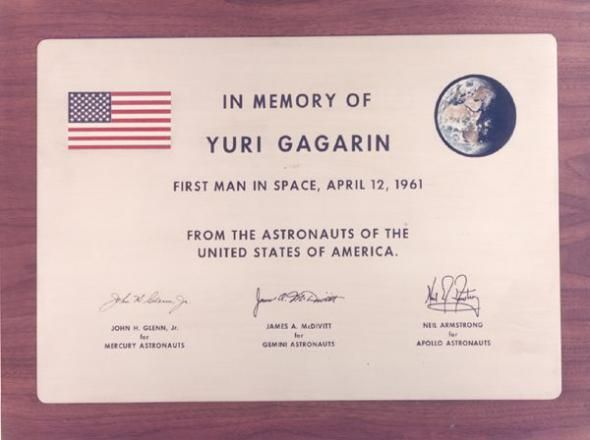 IN MEMORY OF
YURI GAGARIN
FIRST MAN IN SPACE, APRIL 12, 1961
FROM THE ASTRONAUTS OF THE
UNITED STATES OF AMERICA.
John H. Glenn, Jr.
JOHN H. GLENN, Jr.
for
MERCURY ASTRONAUTS
James A. McDivitt
JAMES A. McDIVITT
for
GEMINI ASTRONAUTS
Neil A. Armstrong
NEIL ARMSTRONG
for
APOLLO ASTRONAUTS